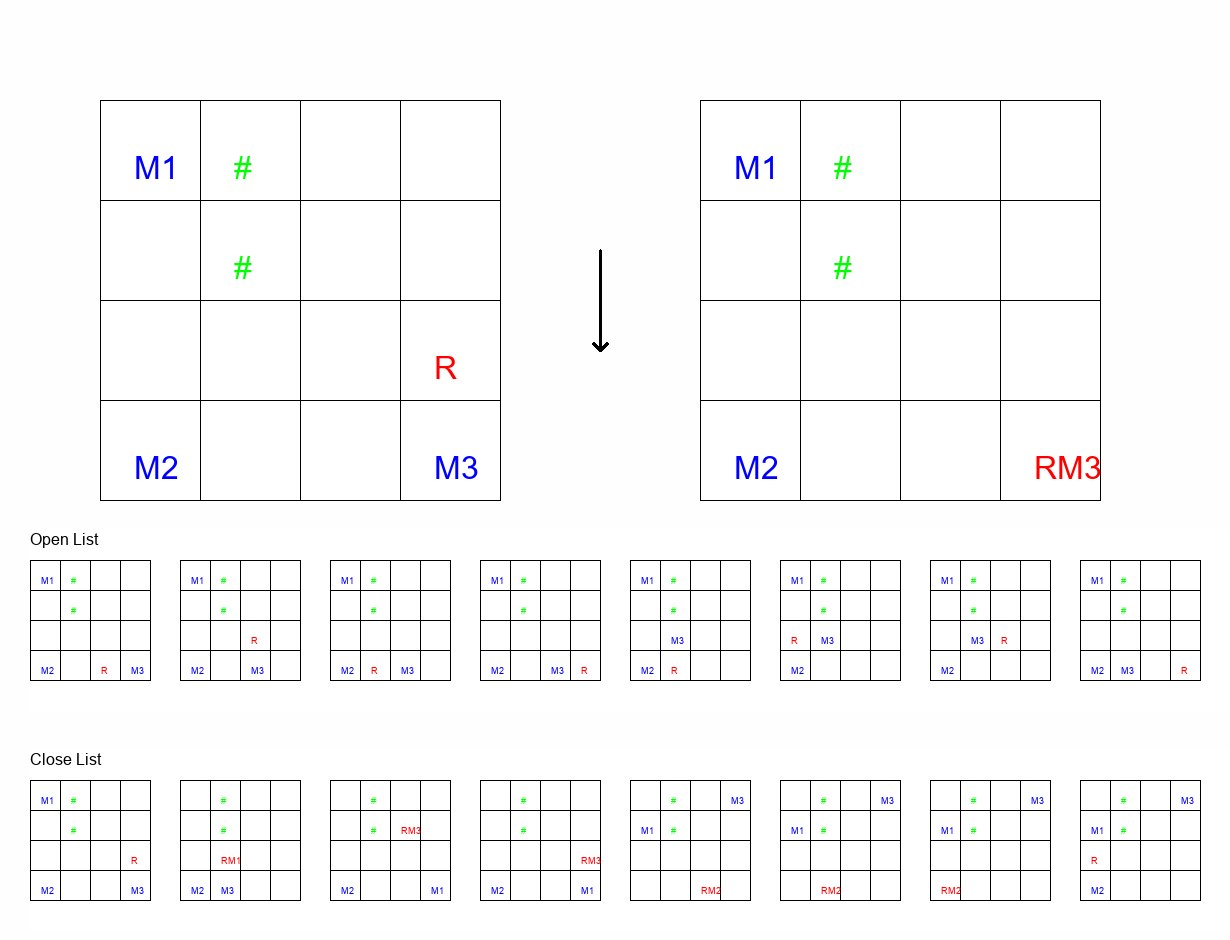 M1 # M1 #
# #
R
M2 M3 M2 RM3
Open List
M1 # M1 # M1 # M1 # M1 # M1 # M1 # M1 #
# # # # # # # #
R M3 R M3 M3 R
M2 R M3 M2 M3 M2 R M3 M2 M3 R M2 R M2 M2 M2 M3 R
Close List
M1 # # # # # M3 # M3 # M3 # M3
# # # RM3 # M1 # M1 # M1 # M1 #
R RM1 RM3 R
M2 M3 M2 M3 M2 M1 M2 M1 RM2 RM2 RM2 M2